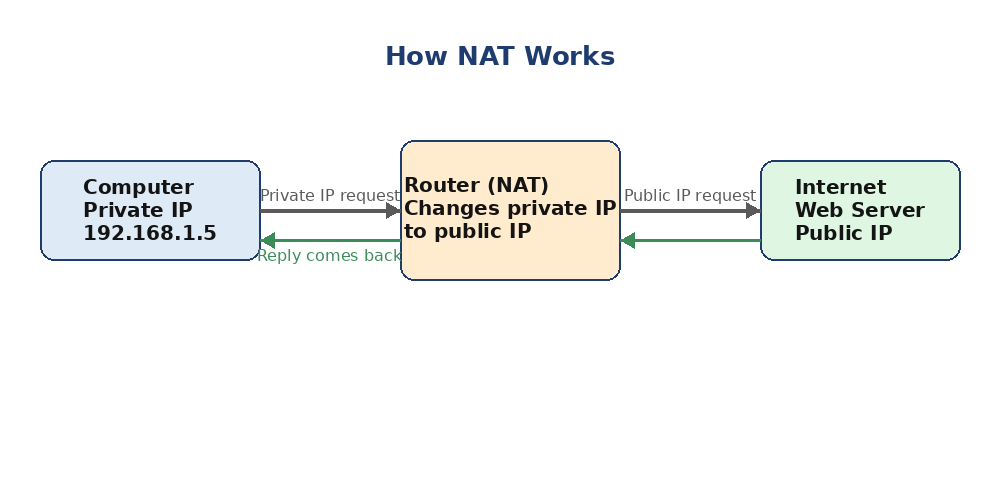 How NAT Works
Computer
Private IP
192.168.1.5
Private IP request
Reply comes back
Router (NAT)
Changes private IP
to public IP
Public IP request
Internet
Web Server
Public IP